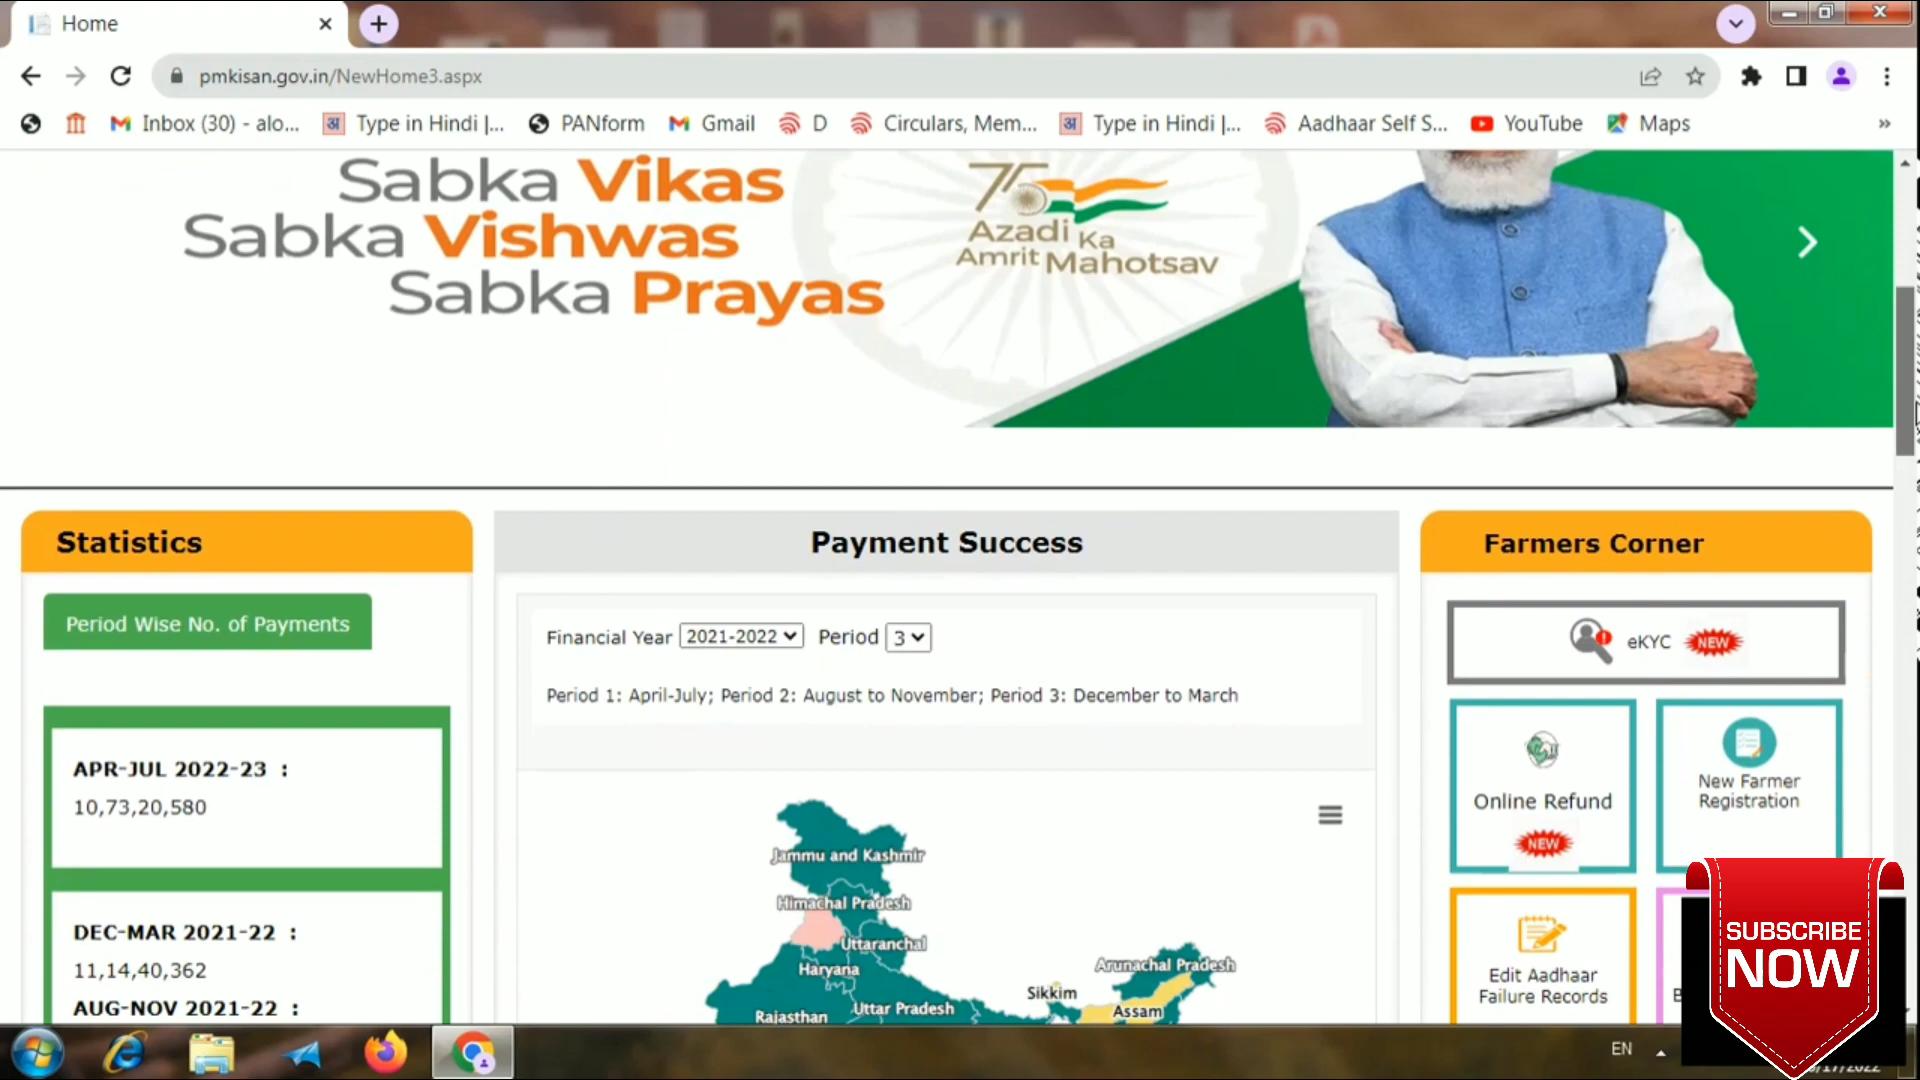 Home
pmkisan.gov.in/NewHome3.aspx
Inbox (30) - alo...
अ
Type in Hindi |...
PANform
Gmail
D
Circulars, Mem...
अ
Type in Hindi |...
Aadhaar Self S...
YouTube
Maps
»
Sabka Vikas
Sabka Vishwas
Sabka Prayas
75
Azadi Ka
Amrit Mahotsav
Statistics
Period Wise No. of Payments
APR-JUL 2022-23 :
10,73,20,580
DEC-MAR 2021-22 :
11,14,40,362
AUG-NOV 2021-22 :
Payment Success
Financial Year 2021-2022 Period 3
Period 1: April-July; Period 2: August to November; Period 3: December to March
Jammu and Kashmir
Himachal Pradesh
Uttaranchal
Haryana
Arunachal Pradesh
Sikkim
Assam
Rajasthan
Uttar Pradesh
Farmers Corner
eKYC NEW
Online Refund
NEW
New Farmer
Registration
Edit Aadhaar
Failure Records
SUBSCRIBE
NOW
EN